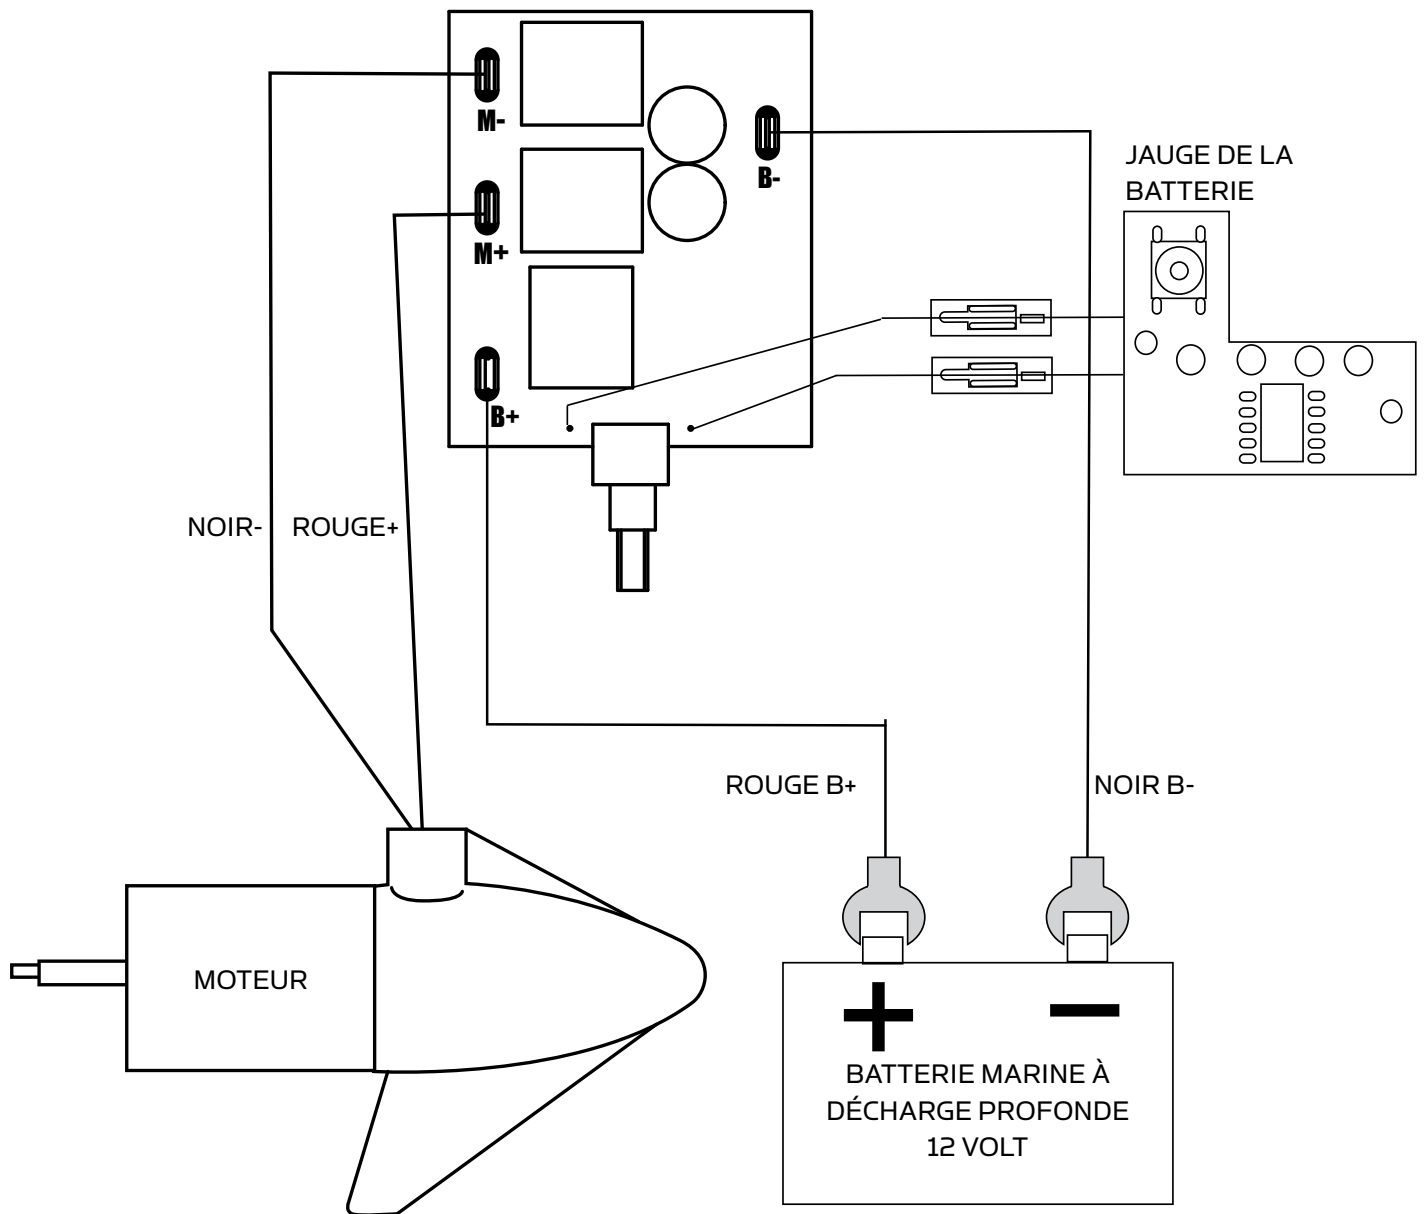 M-
B-
M+
B+
JAUGE DE LA
BATTERIE
NOIR-
ROUGE+
ROUGE B+
NOIR B-
MOTEUR
BATTERIE MARINE À
DÉCHARGE PROFONDE
12 VOLT